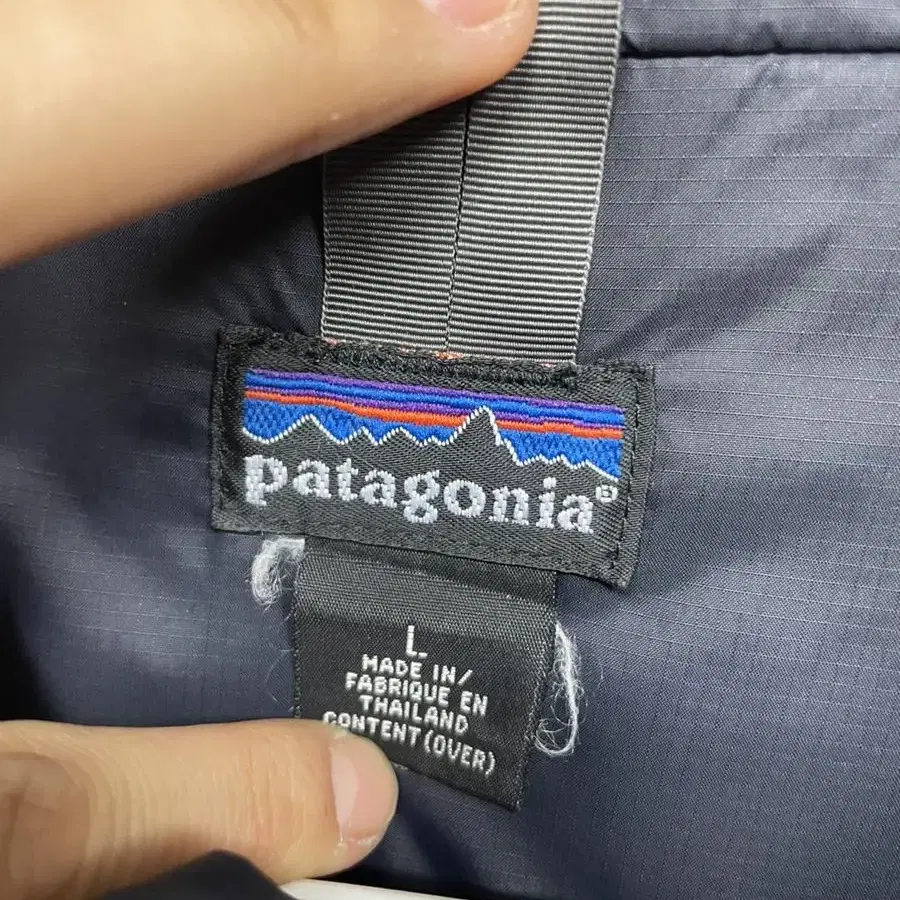 patagonia®
L
MADE IN/
FABRIQUE EN
THAILAND
CONTENT (OVER)